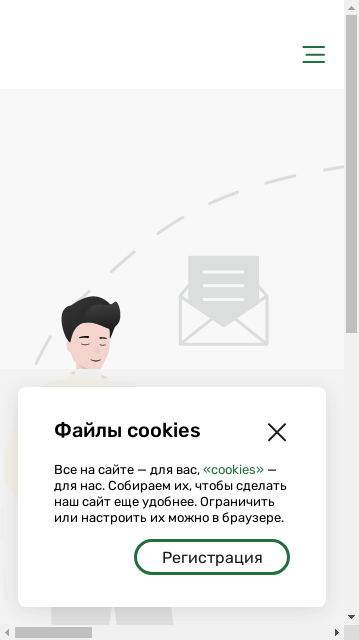 Файлы cookies
Все на сайте — для вас, «cookies» —
для нас. Собираем их, чтобы сделать
наш сайт еще удобнее. Ограничить
или настроить их можно в браузере.
Регистрация